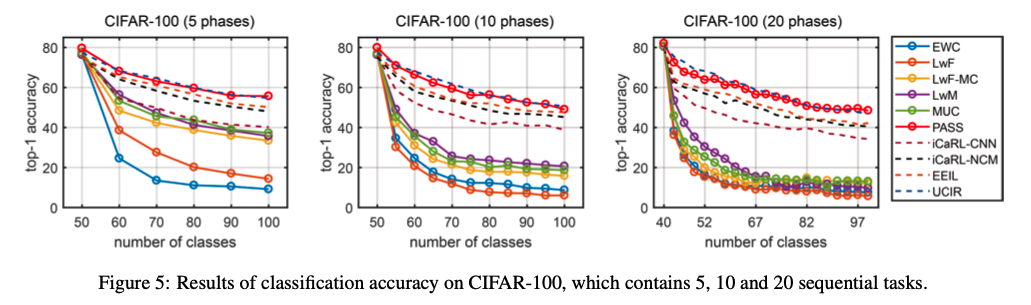 CIFAR-100 (5 phases)
80
60
40
20
0
50 60 70 80 90 100
number of classes
top-1 accuracy
CIFAR-100 (10 phases)
80
60
40
20
0
50 60 70 80 90 100
number of classes
top-1 accuracy
CIFAR-100 (20 phases)
80
60
40
20
0
40 52 67 82 97
number of classes
top-1 accuracy
EWC
LwF
LwF-MC
LwM
MUC
PASS
iCaRL-CNN
iCaRL-NCM
EEIL
UCIR
Figure 5: Results of classification accuracy on CIFAR-100, which contains 5, 10 and 20 sequential tasks.